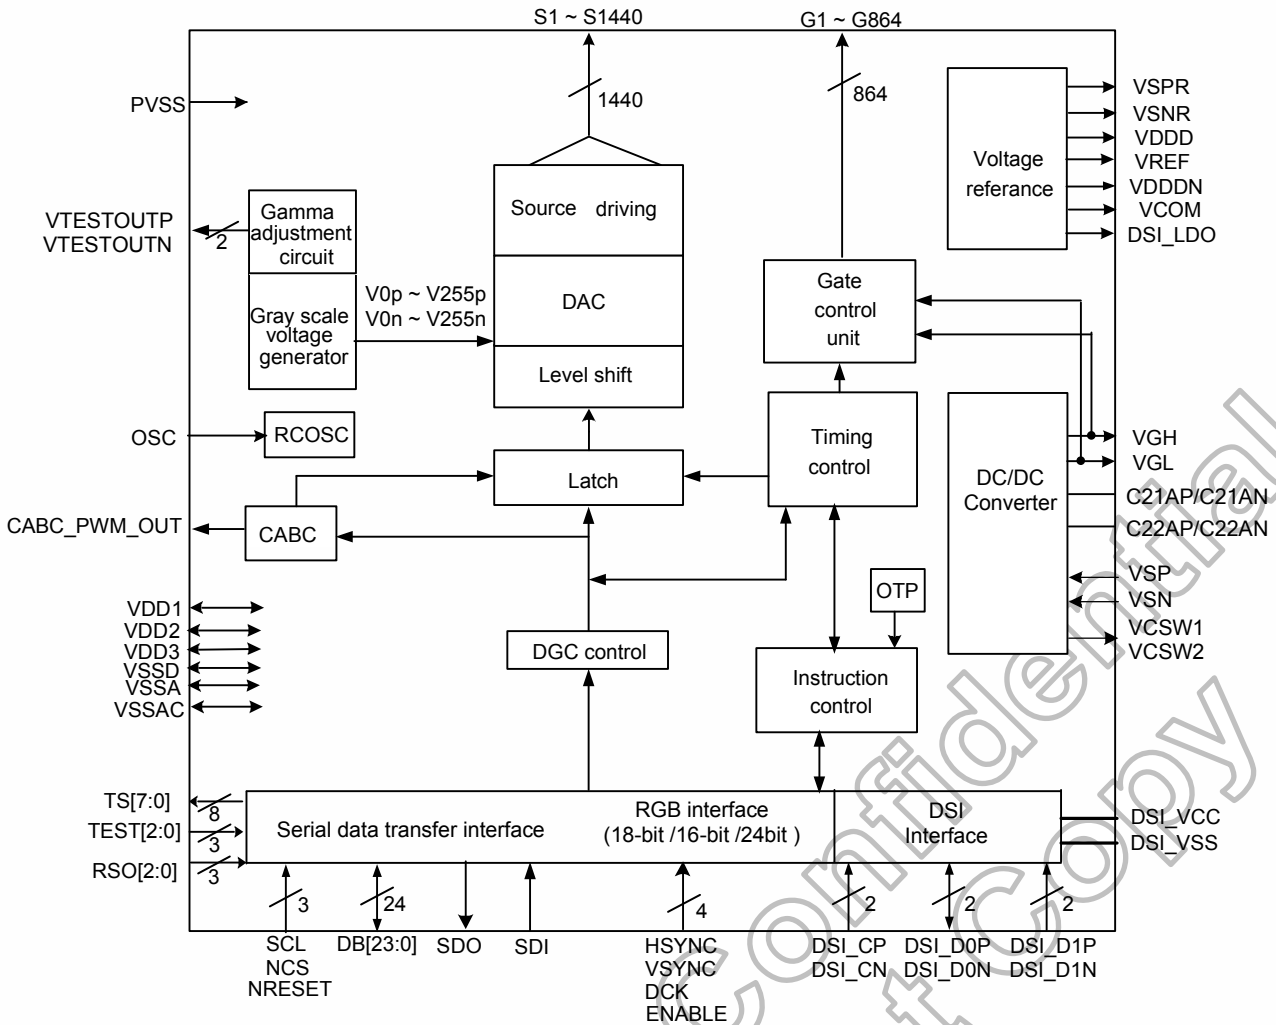 S1 ~ S1440
G1 ~ G864
1440
864
PVSS
VTESTOUTP
VTESTOUTN
2
Gamma
adjustment
circuit
Gray scale
voltage
generator
V0p ~ V255p
V0n ~ V255n
Source driving
DAC
Level shift
Gate
control
unit
Voltage
referance
VSPR
VSNR
VDDD
VREF
VDDDN
VCOM
DSI_LDO
OSC
RCOSC
Latch
Timing
control
DC/DC
Converter
VGH
VGL
C21AP/C21AN
C22AP/C22AN
VSP
VSN
VCSW1
VCSW2
CABC_PWM_OUT
CABC
OTP
VDD1
VDD2
VDD3
VSSD
VSSA
VSSAC
DGC control
Instruction
control
TS[7:0]
8
TEST[2:0]
3
RSO[2:0]
3
Serial data transfer interface
RGB interface
(18-bit /16-bit /24bit )
DSI
Interface
DSI_VCC
DSI_VSS
3
24
4
2
2
2
SCL
NCS
NRESET
DB[23:0]
SDO
SDI
HSYNC
VSYNC
DCK
ENABLE
DSI_CP
DSI_CN
DSI_D0P
DSI_D0N
DSI_D1P
DSI_D1N
Confidential
Copy